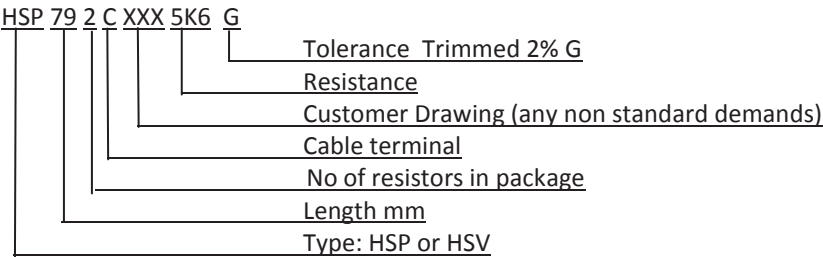 HSP 79 2 C XXX 5K6 G
Tolerance Trimmed 2% G
Resistance
Customer Drawing (any non standard demands)
Cable terminal
No of resistors in package
Length mm
Type: HSP or HSV